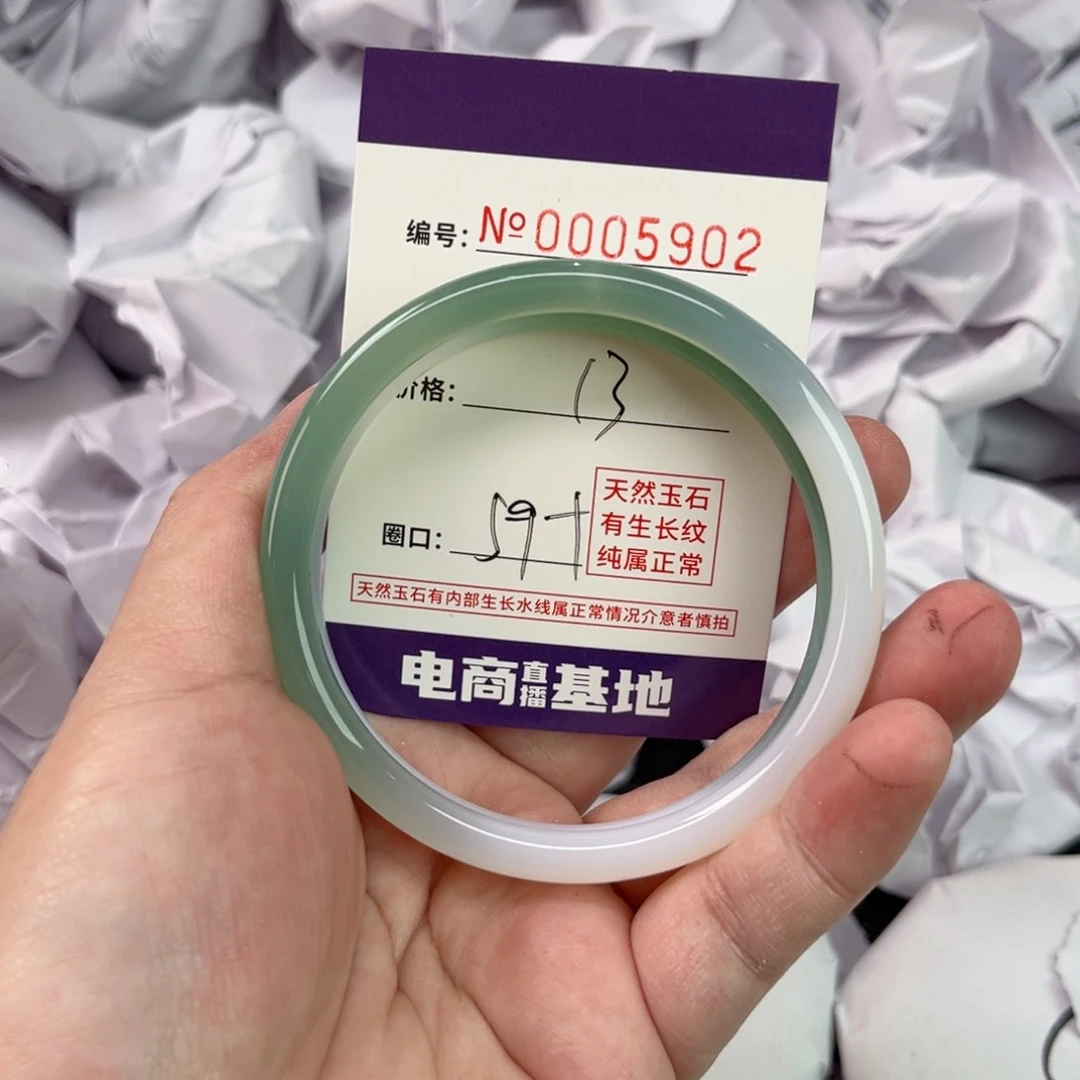 编号: №0005902
价格: 13
圈口: 59+
天然玉石
有生长纹
纯属正常
天然玉石有内部生长水线属正常情况介意者慎拍
电商直播基地